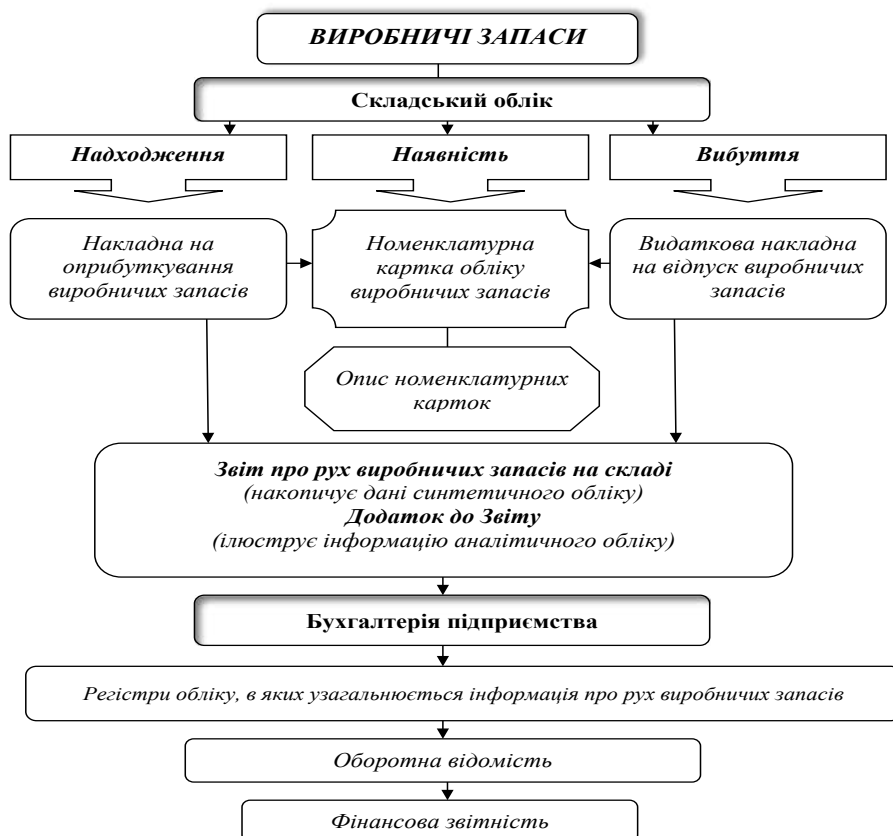 ВИРОБНИЧІ ЗАПАСИ
Складський облік
Надходження
Наявність
Вибуття
Накладна на
оприбуткування
виробничих запасів
Номенклатурна
картка обліку
виробничих запасів
Видаткова накладна
на відпуск виробничих
запасів
Опис номенклатурних
карток
Звіт про рух виробничих запасів на складі
(накопичує дані синтетичного обліку)
Додаток до Звіту
(ілюструє інформацію аналітичного обліку)
Бухгалтерія підприємства
Регістри обліку, в яких узагальнюється інформація про рух виробничих запасів
Оборотна відомість
Фінансова звітність